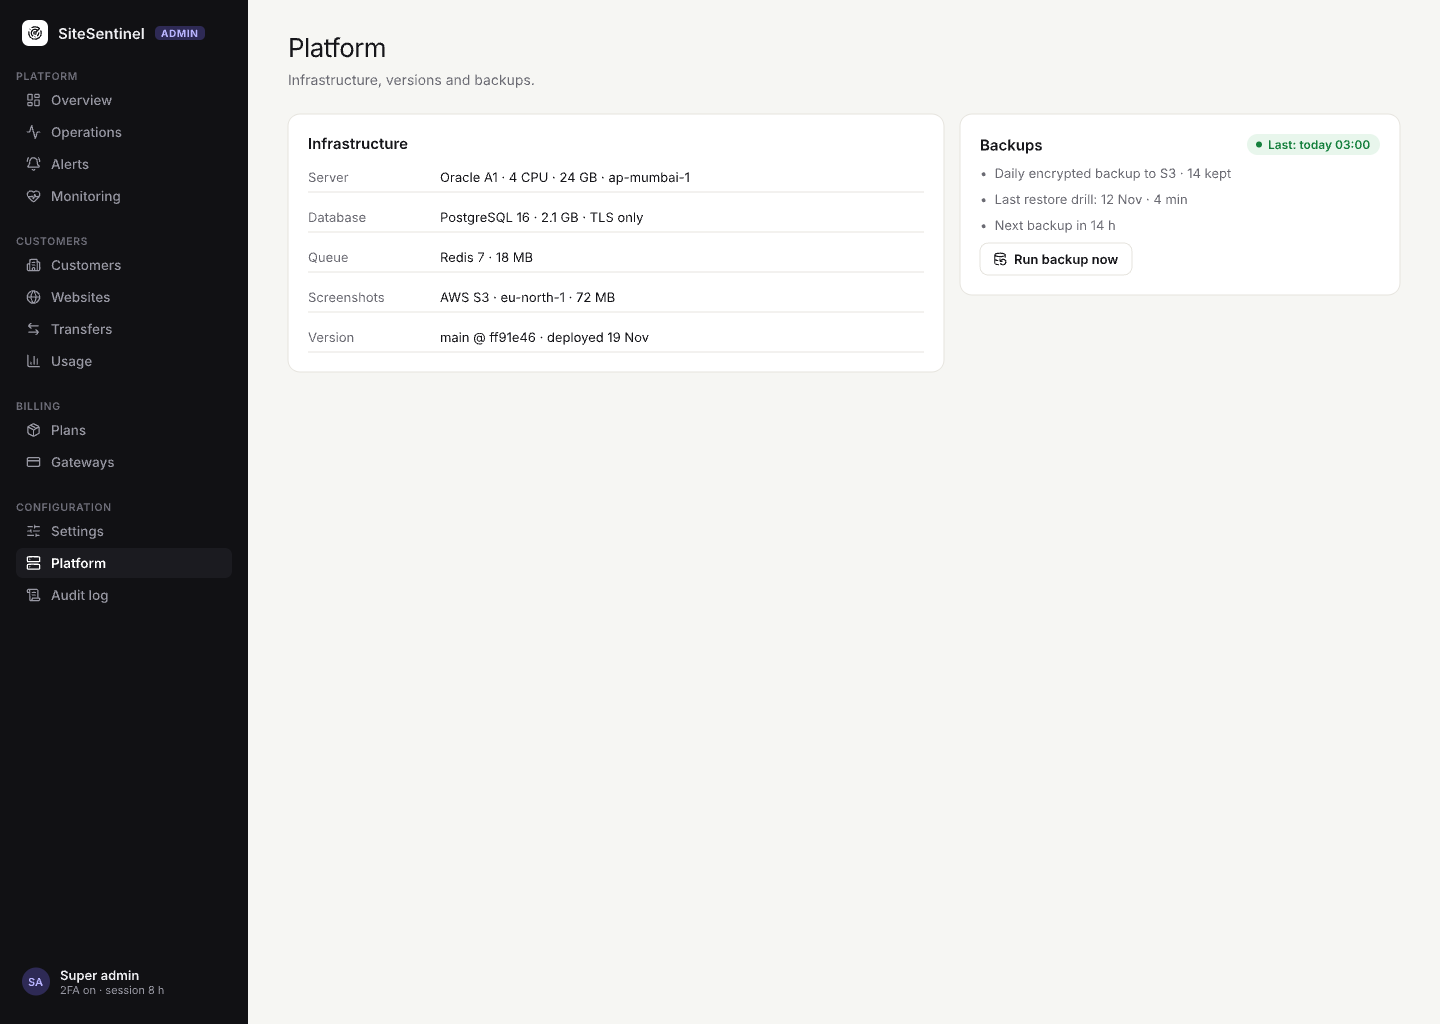 SiteSentinel ADMIN
PLATFORM
Overview
Operations
Alerts
Monitoring
CUSTOMERS
Customers
Websites
Transfers
Usage
BILLING
Plans
Gateways
CONFIGURATION
Settings
Platform
Audit log
SA
Super admin
2FA on · session 8 h
Platform
Infrastructure, versions and backups.
Infrastructure
Server Oracle A1 · 4 CPU · 24 GB · ap-mumbai-1
Database PostgreSQL 16 · 2.1 GB · TLS only
Queue Redis 7 · 18 MB
Screenshots AWS S3 · eu-north-1 · 72 MB
Version main @ ff91e46 · deployed 19 Nov
Backups Last: today 03:00
• Daily encrypted backup to S3 · 14 kept
• Last restore drill: 12 Nov · 4 min
• Next backup in 14 h
Run backup now